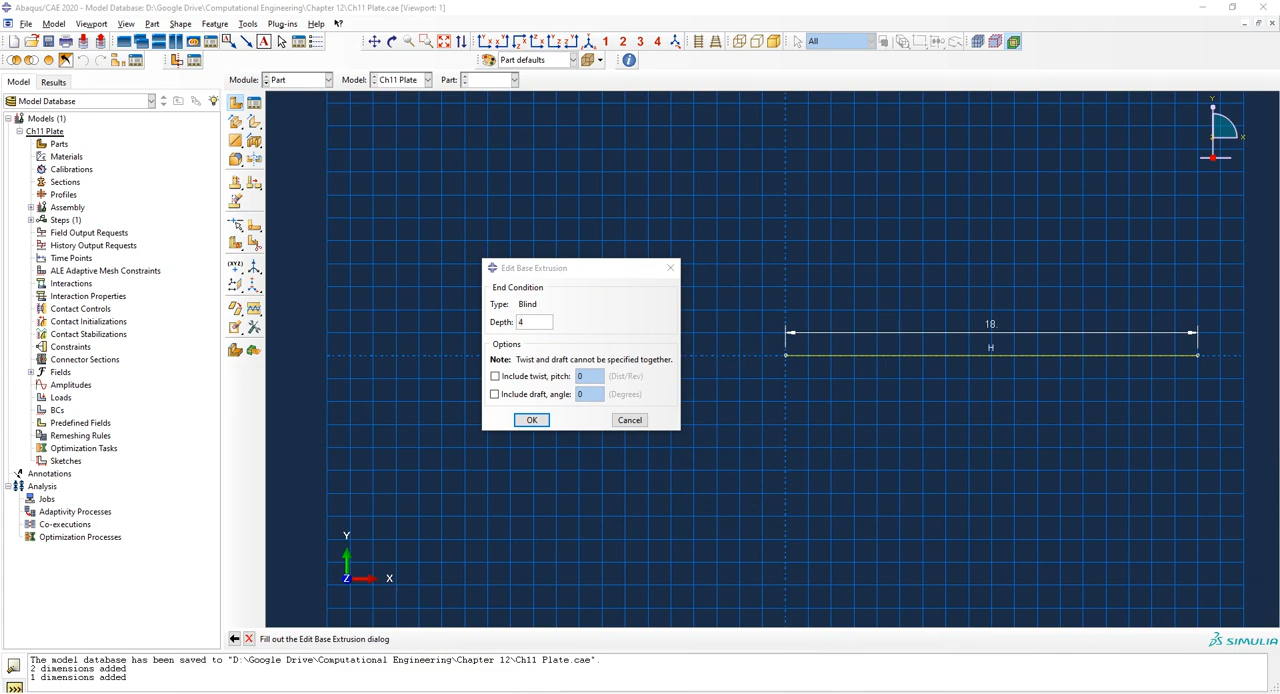 Abaqus/CAE 2020 - Model Database: D:\Google Drive\Computational Engineering\Chapter 12\Ch11 Plate.cae [Viewport: 1]
File Model Viewport View Part Shape Feature Tools Plug-ins Help
A 1 2 3 4 All
Part defaults
Model Results
Module: Part Model: Ch11 Plate Part:
Model Database
Models (1)
Ch11 Plate
Parts
Materials
Calibrations
Sections
Profiles
Assembly
Steps (1)
Field Output Requests
History Output Requests
Time Points
ALE Adaptive Mesh Constraints
Interactions
Interaction Properties
Contact Controls
Contact Initializations
Contact Stabilizations
Constraints
Connector Sections
Fields
Amplitudes
Loads
BCs
Predefined Fields
Remeshing Rules
Optimization Tasks
Sketches
Annotations
Analysis
Jobs
Adaptivity Processes
Co-executions
Optimization Processes
(XYZ)
Y
X
Edit Base Extrusion
End Condition
Type: Blind
Depth: 4
Options
Note: Twist and draft cannot be specified together.
Include twist, pitch: 0 (Dist/Rev)
Include draft, angle: 0 (Degrees)
OK Cancel
18.
H
Y
Z X
Fill out the Edit Base Extrusion dialog
SIMULIA
The model database has been saved to "D:\Google Drive\Computational Engineering\Chapter 12\Ch11 Plate.cae".
2 dimensions added
1 dimensions added
>>>